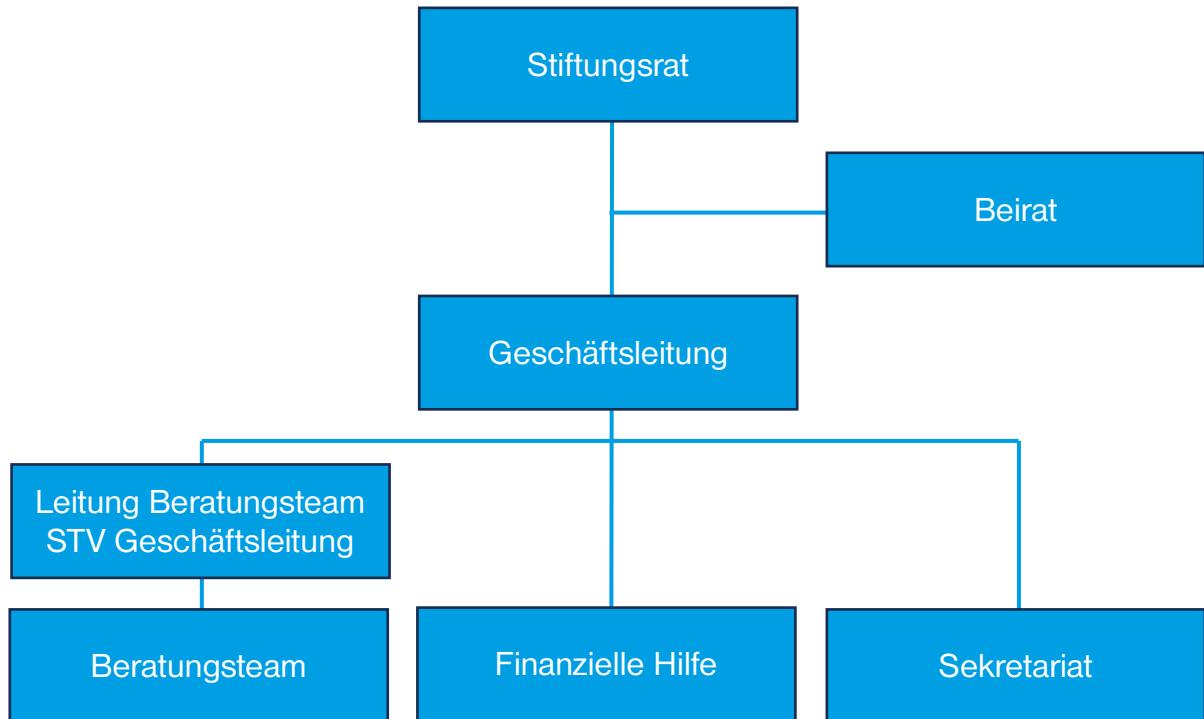 Stiftungsrat
Beirat
Geschäftsleitung
Leitung Beratungsteam
STV Geschäftsleitung
Beratungsteam
Finanzielle Hilfe
Sekretariat